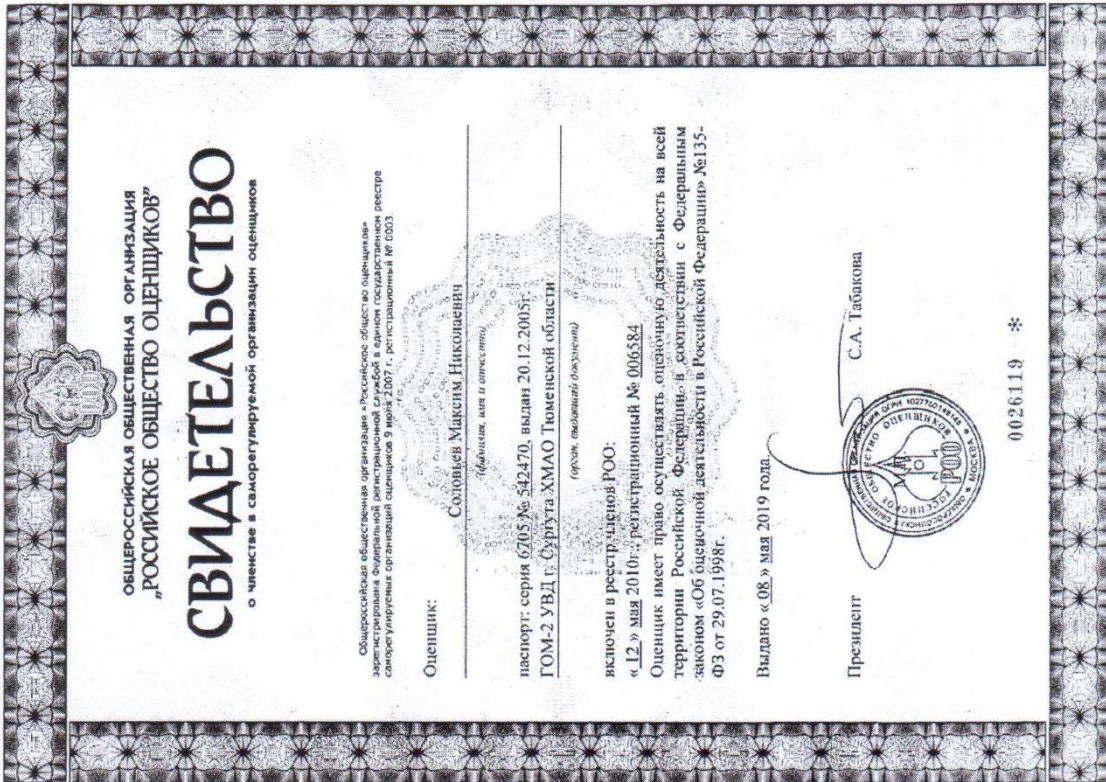 ОБЩЕРОССИЙСКАЯ ОБЩЕСТВЕННАЯ ОРГАНИЗАЦИЯ
„РОССИЙСКОЕ ОБЩЕСТВО ОЦЕНЩИКОВ”
СВИДЕТЕЛЬСТВО
о членстве в саморегулируемой организации оценщиков
Общероссийская общественная организация «Российское общество оценщиков»
зарегистрирована Федеральной регистрационной службой в едином государственном реестре
саморегулируемых организаций оценщиков 9 июля 2007 г. регистрационный № 0003.
Оценщик:
Соловьев Максим Николаевич
(фамилия, имя и отчество)
паспорт: серия 6705 № 542470, выдан 20.12.2005г.
ГОМ-2 УВД г. Сургута ХМАО Тюменской области
(орган, выдавший документ)
включен в реестр членов РОО:
« 12 » мая 2010г., регистрационный № 006584
Оценщик имеет право осуществлять оценочную деятельность на всей
территории Российской Федерации в соответствии с Федеральным
законом «Об оценочной деятельности в Российской Федерации» №135-
ФЗ от 29.07.1998г.
Выдано « 08 » мая 2019 года
Президент С.А. Табакова
РОССИЙСКОЕ ОБЩЕСТВО ОЦЕНЩИКОВ
МОСКВА
РОО
0026119 *